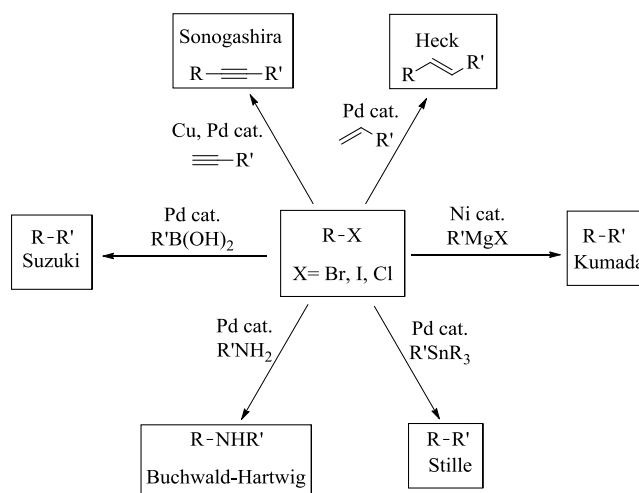 Sonogashira
R R'
Heck
R R'
Cu, Pd cat.
R'
Pd cat.
R'
Pd cat.
R'B(OH)2
R-R'
Suzuki
R-X
X= Br, I, Cl
Ni cat.
R'MgX
R-R'
Kumada
Pd cat.
R'NH2
Pd cat.
R'SnR3
R-NHR'
Buchwald-Hartwig
R-R'
Stille